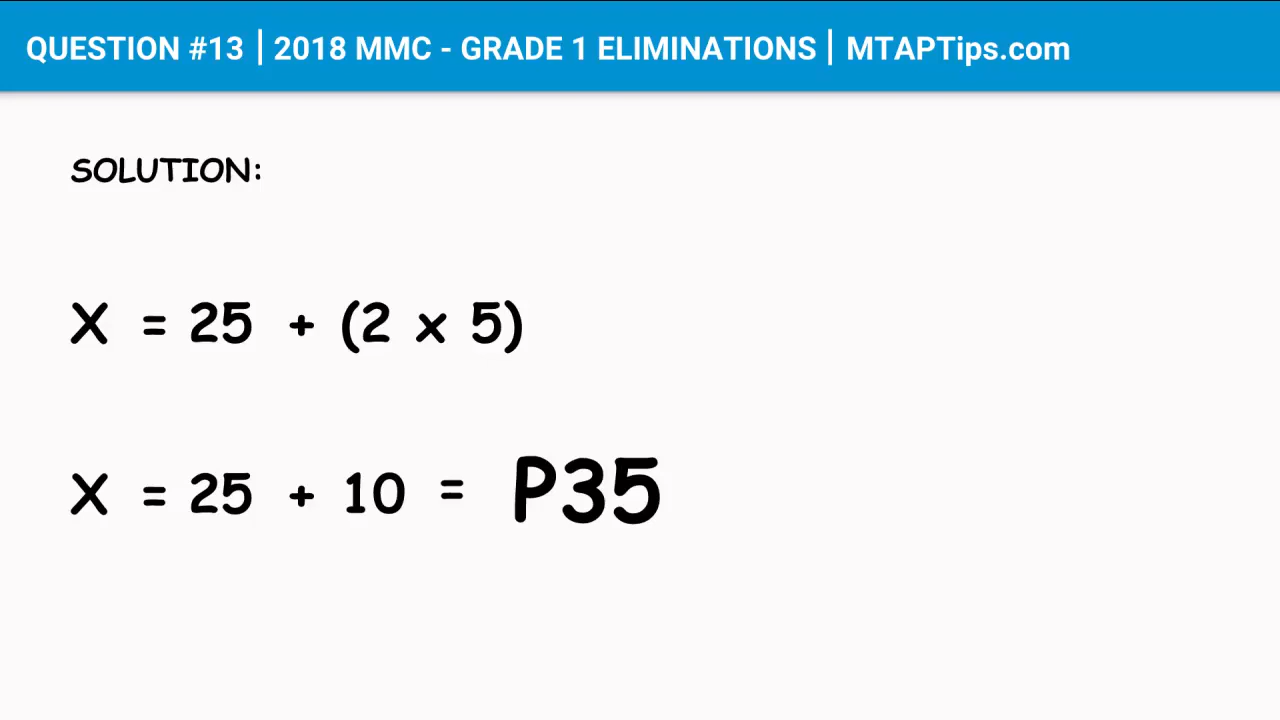 QUESTION #13 | 2018 MMC - GRADE 1 ELIMINATIONS | MTAPTips.com
SOLUTION:
X = 25 + (2 x 5)
X = 25 + 10 = P35